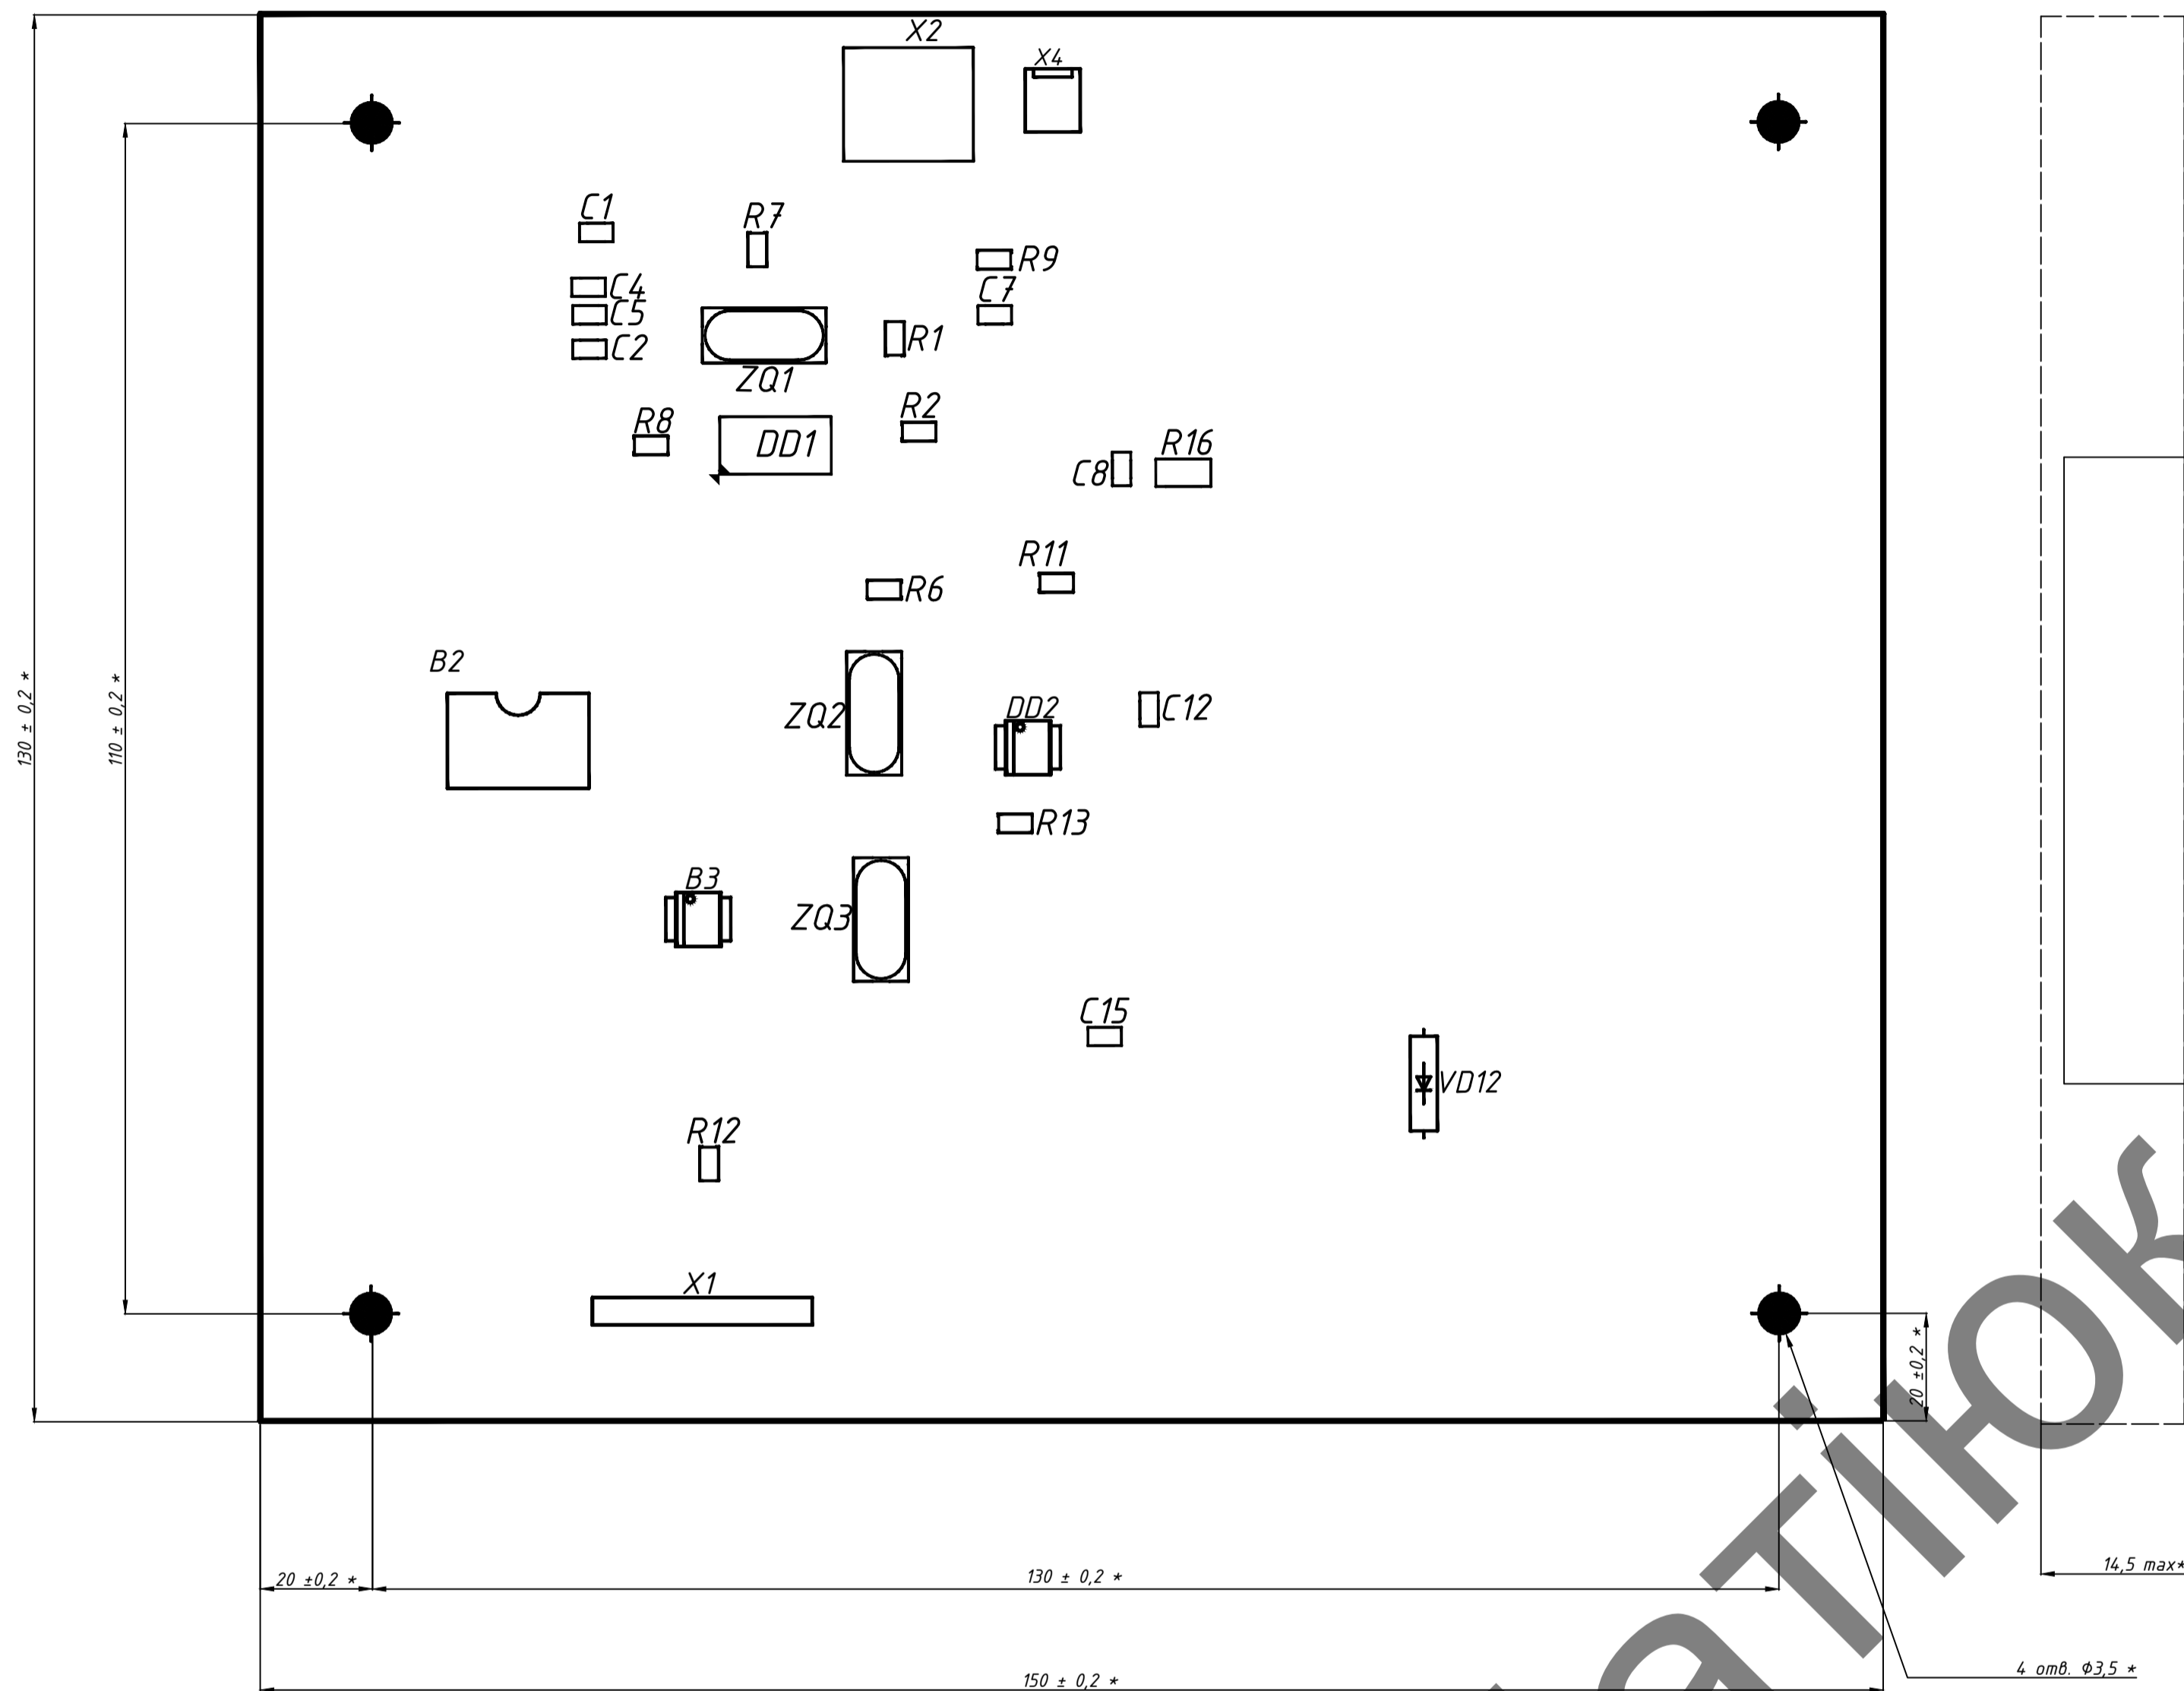 X2
X4
C1
R7
R9
C4
C7
C5
R1
C2
ZQ1
R2
R8
DD1
R16
C8
R11
R6
B2
130 ± 0,2 *
110 ± 0,2 *
ZQ2
DD2
C12
R13
B3
ZQ3
C15
VD12
R12
X1
20 ±0,2 *
14,5 max*
20 ±0,2 *
130 ± 0,2 *
4 отв. Ф3,5 *
150 ± 0,2 *
атюк